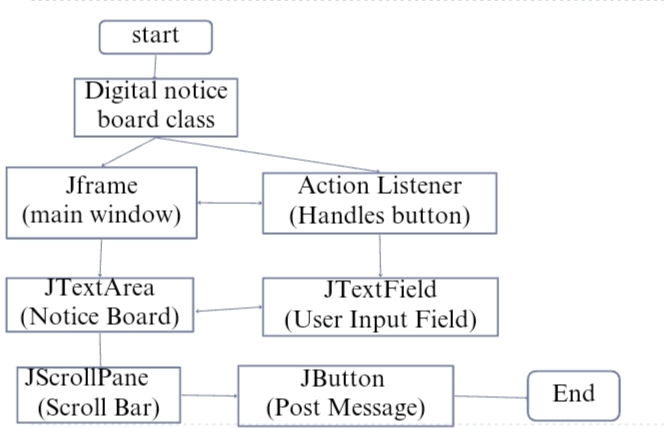 start
Digital notice
board class
Jframe
(main window)
Action Listener
(Handles button)
JTextArea
(Notice Board)
JTextField
(User Input Field)
JScrollPane
(Scroll Bar)
JButton
(Post Message)
End